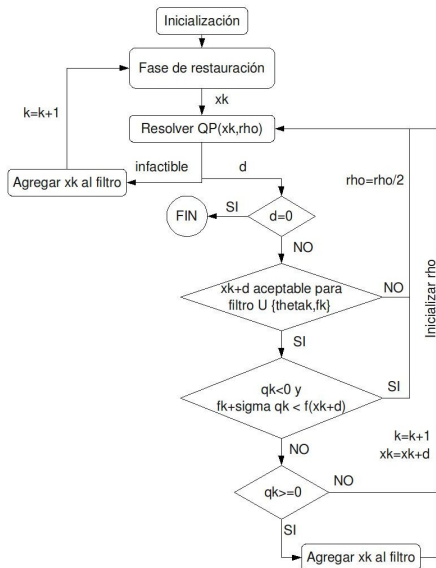 Inicialización
Fase de restauración
k=k+1
xk
Resolver QP(xk,rho)
infactible
d
Agregar xk al filtro
rho=rho/2
FIN
SI
d=0
NO
xk+d aceptable para
filtro U {thetak,fk}
NO
Inicializar rho
SI
qk<0 y
fk+sigma qk < f(xk+d)
SI
NO
k=k+1
xk=xk+d
qk>=0
NO
SI
Agregar xk al filtro